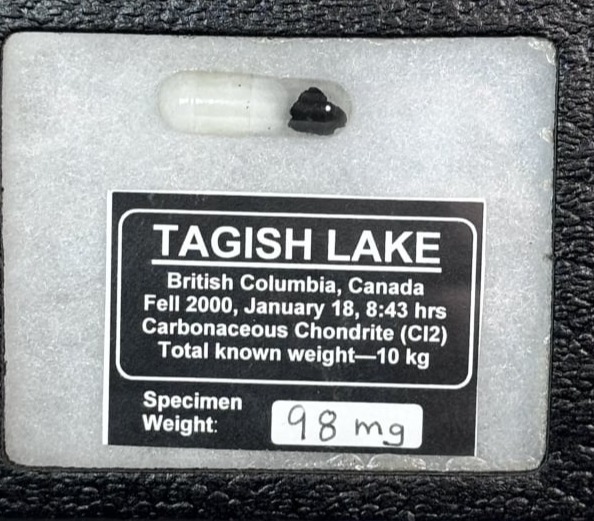 TAGISH LAKE
British Columbia, Canada
Fell 2000, January 18, 8:43 hrs
Carbonaceous Chondrite (CI2)
Total known weight—10 kg
Specimen
Weight: 98 mg